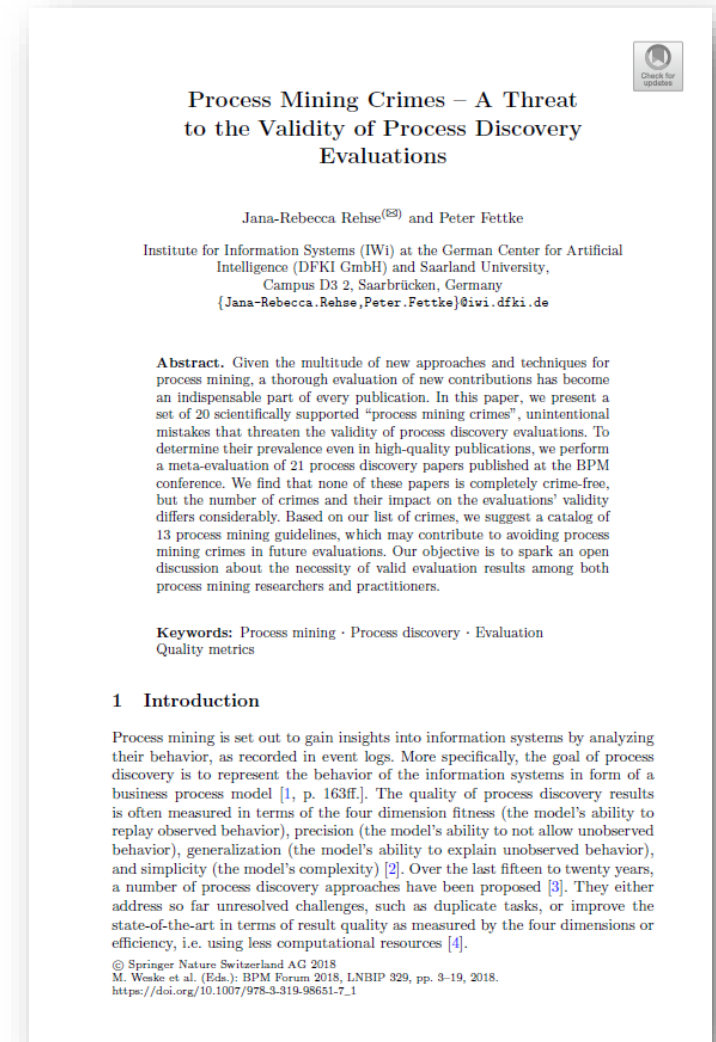 Check for
updates
Process Mining Crimes – A Threat
to the Validity of Process Discovery
Evaluations
Jana-Rebecca Rehse(✉) and Peter Fettke
Institute for Information Systems (IWi) at the German Center for Artificial
Intelligence (DFKI GmbH) and Saarland University,
Campus D3 2, Saarbrücken, Germany
{Jana-Rebecca.Rehse,Peter.Fettke}@iwi.dfki.de
Abstract. Given the multitude of new approaches and techniques for
process mining, a thorough evaluation of new contributions has become
an indispensable part of every publication. In this paper, we present a
set of 20 scientifically supported “process mining crimes”, unintentional
mistakes that threaten the validity of process discovery evaluations. To
determine their prevalence even in high-quality publications, we perform
a meta-evaluation of 21 process discovery papers published at the BPM
conference. We find that none of these papers is completely crime-free,
but the number of crimes and their impact on the evaluations’ validity
differs considerably. Based on our list of crimes, we suggest a catalog of
13 process mining guidelines, which may contribute to avoiding process
mining crimes in future evaluations. Our objective is to spark an open
discussion about the necessity of valid evaluation results among both
process mining researchers and practitioners.
Keywords: Process mining · Process discovery · Evaluation
Quality metrics
1 Introduction
Process mining is set out to gain insights into information systems by analyzing
their behavior, as recorded in event logs. More specifically, the goal of process
discovery is to represent the behavior of the information systems in form of a
business process model [1, p. 163ff.]. The quality of process discovery results
is often measured in terms of the four dimension fitness (the model’s ability to
replay observed behavior), precision (the model’s ability to not allow unobserved
behavior), generalization (the model’s ability to explain unobserved behavior),
and simplicity (the model’s complexity) [2]. Over the last fifteen to twenty years,
a number of process discovery approaches have been proposed [3]. They either
address so far unresolved challenges, such as duplicate tasks, or improve the
state-of-the-art in terms of result quality as measured by the four dimensions or
efficiency, i.e. using less computational resources [4].
© Springer Nature Switzerland AG 2018
M. Weske et al. (Eds.): BPM Forum 2018, LNBIP 329, pp. 3–19, 2018.
https://doi.org/10.1007/978-3-319-98651-7_1